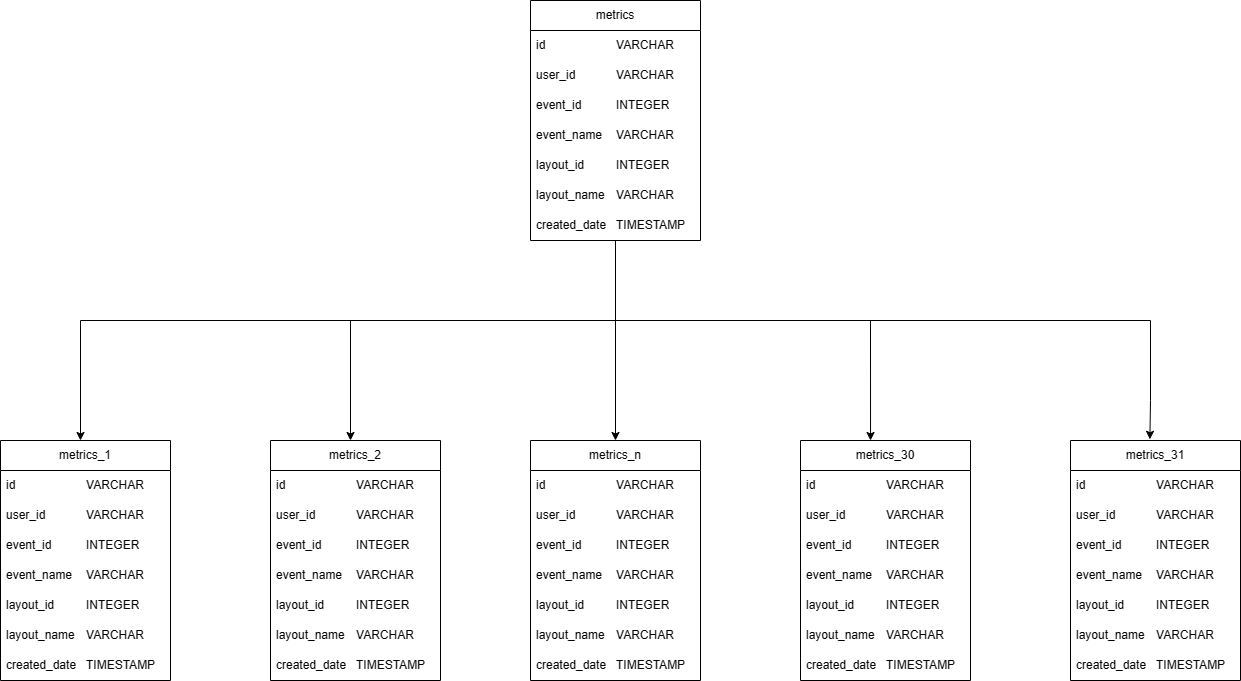 metrics
id VARCHAR
user_id VARCHAR
event_id INTEGER
event_name VARCHAR
layout_id INTEGER
layout_name VARCHAR
created_date TIMESTAMP
metrics_1
id VARCHAR
user_id VARCHAR
event_id INTEGER
event_name VARCHAR
layout_id INTEGER
layout_name VARCHAR
created_date TIMESTAMP
metrics_2
id VARCHAR
user_id VARCHAR
event_id INTEGER
event_name VARCHAR
layout_id INTEGER
layout_name VARCHAR
created_date TIMESTAMP
metrics_n
id VARCHAR
user_id VARCHAR
event_id INTEGER
event_name VARCHAR
layout_id INTEGER
layout_name VARCHAR
created_date TIMESTAMP
metrics_30
id VARCHAR
user_id VARCHAR
event_id INTEGER
event_name VARCHAR
layout_id INTEGER
layout_name VARCHAR
created_date TIMESTAMP
metrics_31
id VARCHAR
user_id VARCHAR
event_id INTEGER
event_name VARCHAR
layout_id INTEGER
layout_name VARCHAR
created_date TIMESTAMP